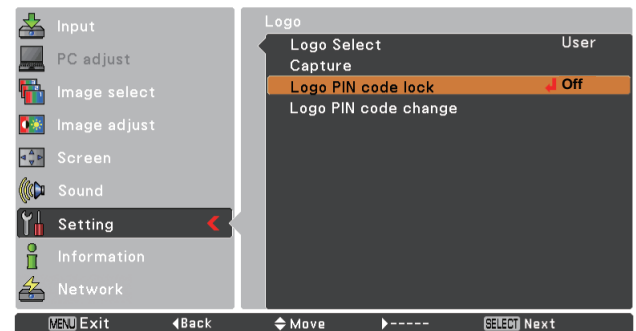 Input
PC adjust
Image select
Image adjust
Screen
Sound
Setting
Information
Network
Logo
Logo Select User
Capture
Logo PIN code lock Off
Logo PIN code change
MENU Exit Back Move ----- SELECT Next